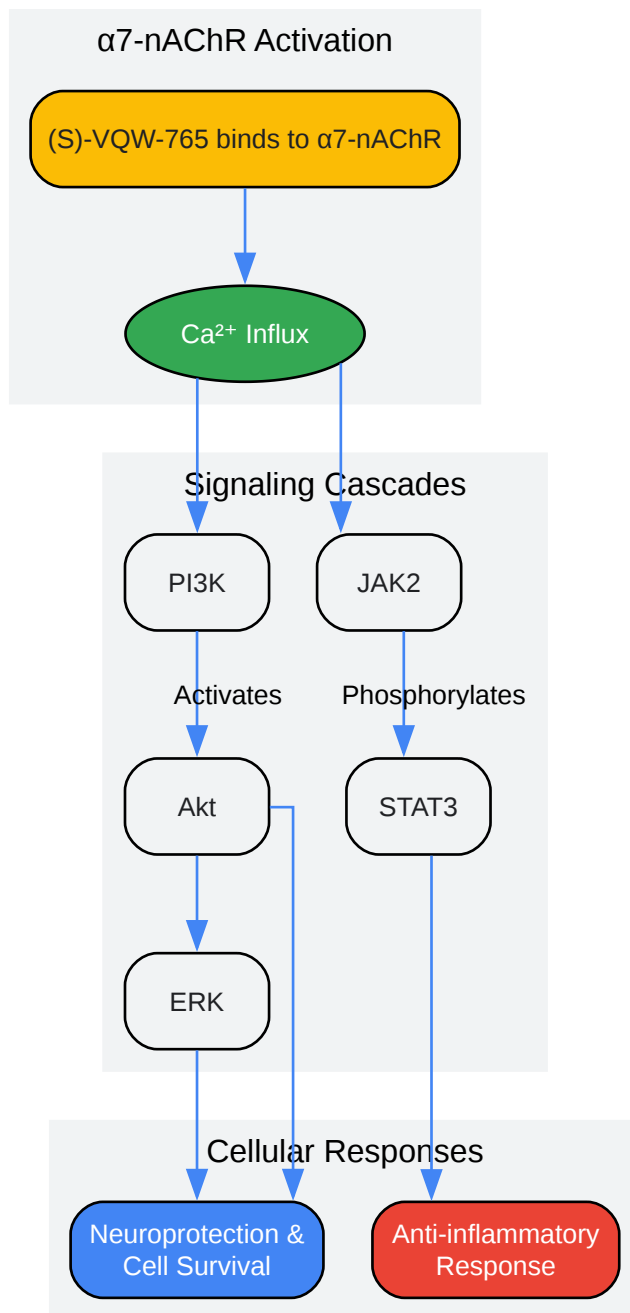 α7-nAChR Activation
(S)-VQW-765 binds to α7-nAChR
Ca²⁺ Influx
Signaling Cascades
PI3K
JAK2
Activates
Phosphorylates
Akt
STAT3
ERK
Cellular Responses
Neuroprotection &
Cell Survival
Anti-inflammatory
Response